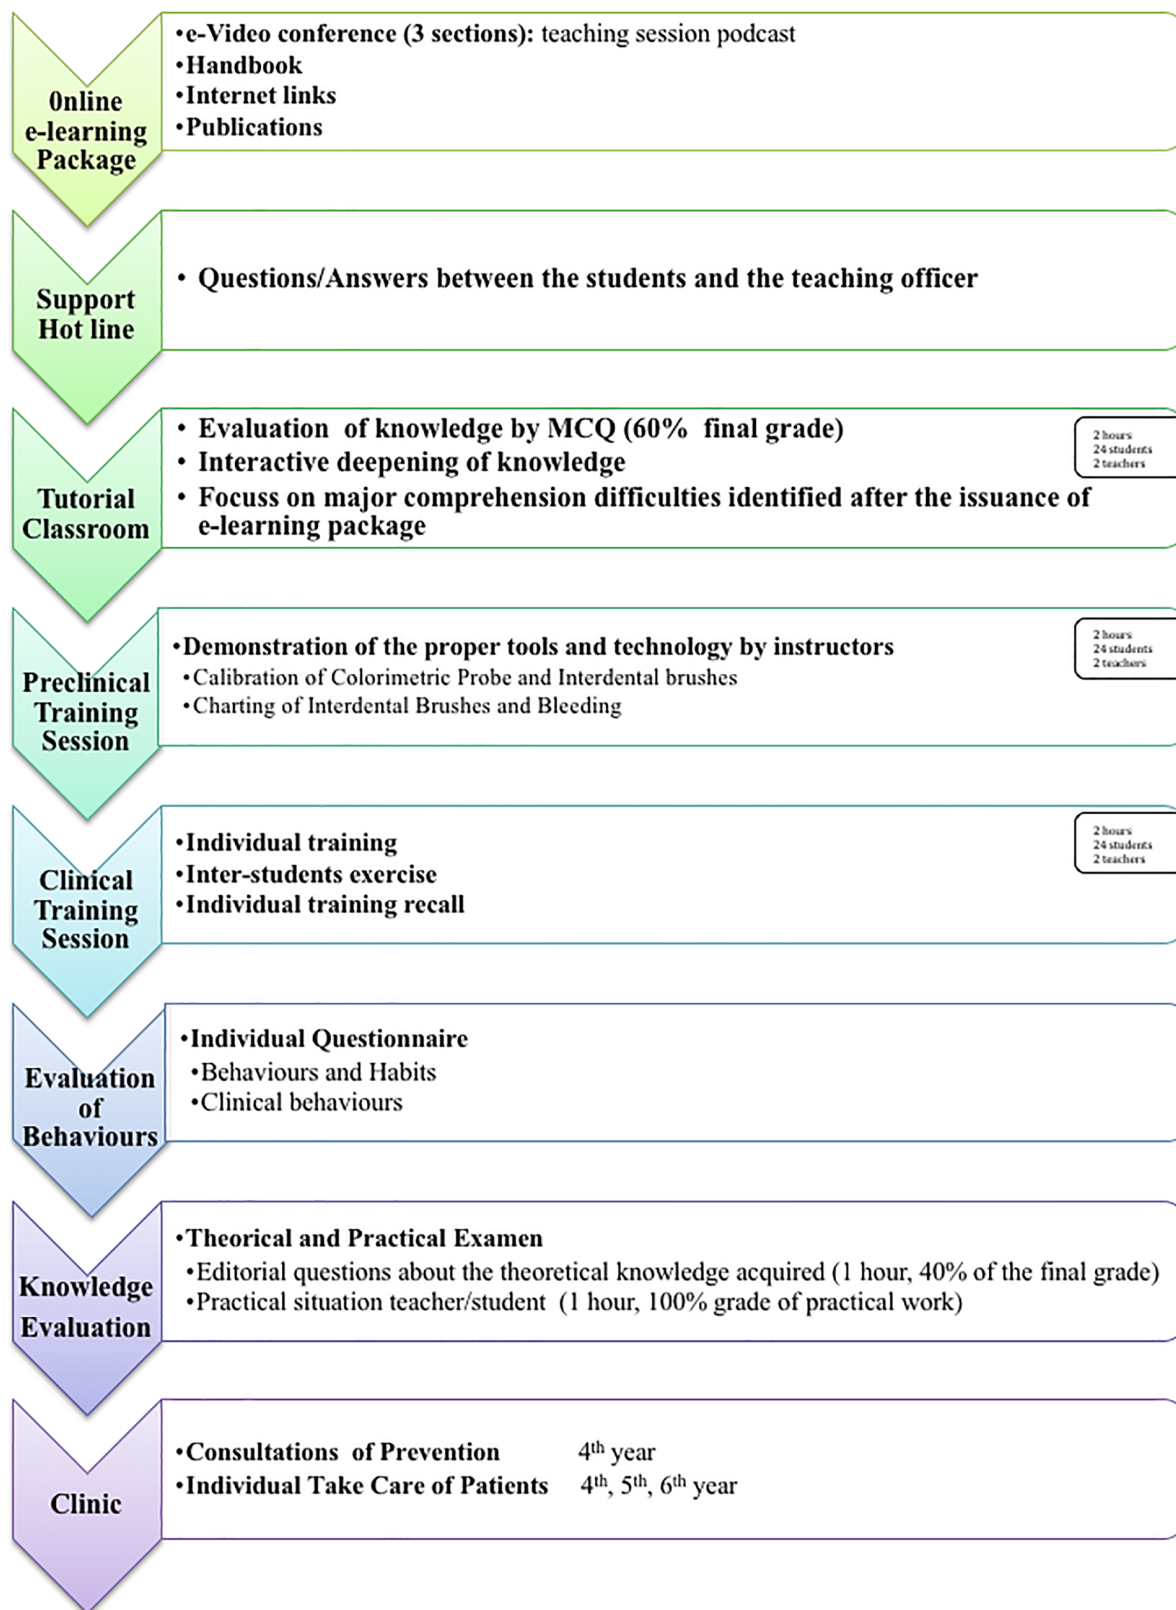 0nline
e-learning
Package
•e-Video conference (3 sections): teaching session podcast
•Handbook
•Internet links
•Publications
Support
Hot line
• Questions/Answers between the students and the teaching officer
Tutorial
Classroom
• Evaluation of knowledge by MCQ (60% final grade)
• Interactive deepening of knowledge
• Focuss on major comprehension difficulties identified after the issuance of
e-learning package
2 hours
24 students
2 teachers
Preclinical
Training
Session
•Demonstration of the proper tools and technology by instructors
•Calibration of Colorimetric Probe and Interdental brushes
•Charting of Interdental Brushes and Bleeding
2 hours
24 students
2 teachers
Clinical
Training
Session
•Individual training
•Inter-students exercise
•Individual training recall
2 hours
24 students
2 teachers
Evaluation
of
Behaviours
•Individual Questionnaire
•Behaviours and Habits
•Clinical behaviours
Knowledge
Evaluation
•Theorical and Practical Examen
•Editorial questions about the theoretical knowledge acquired (1 hour, 40% of the final grade)
•Practical situation teacher/student (1 hour, 100% grade of practical work)
Clinic
•Consultations of Prevention 4th year
•Individual Take Care of Patients 4th, 5th, 6th year